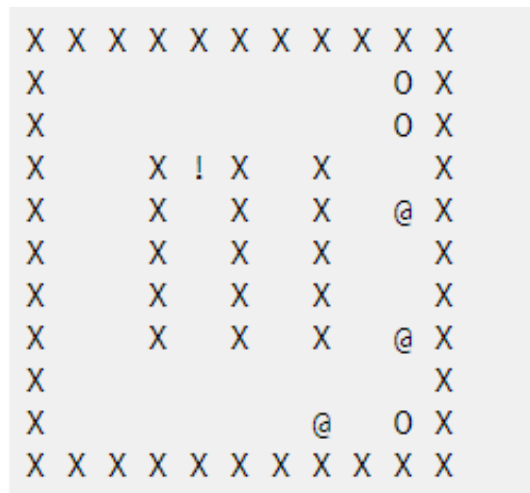 X X X X X X X X X X X
X                 O X
X                 O X
X     X ! X   X     X
X     X   X   X   @ X
X     X   X   X     X
X     X   X   X     X
X     X   X   X   @ X
X                   X
X             @   O X
X X X X X X X X X X X